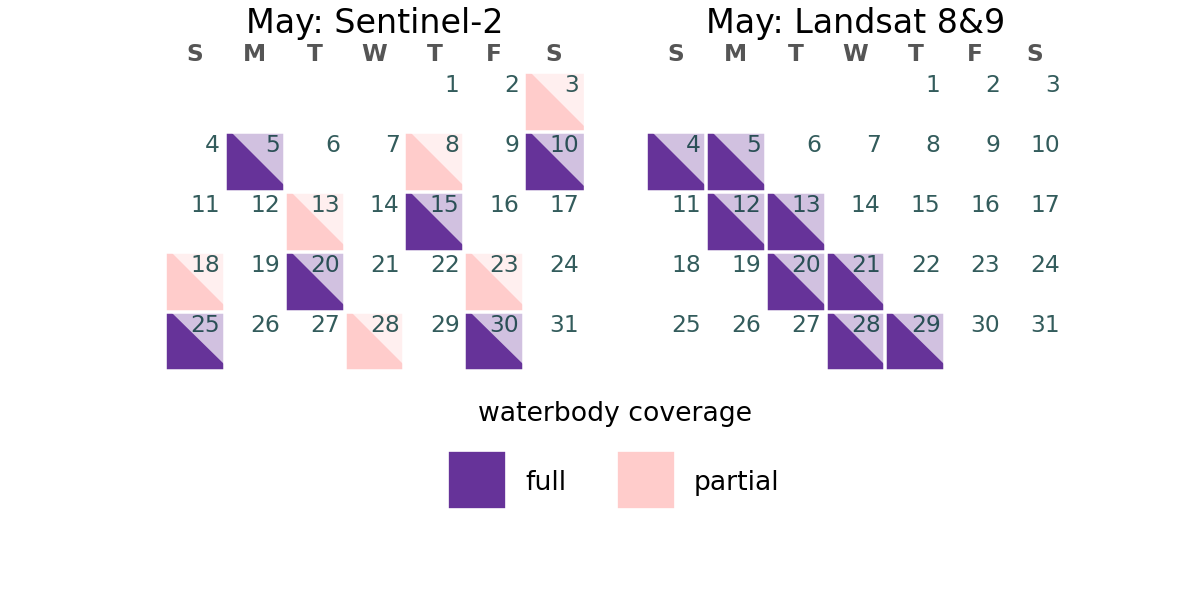 May: Sentinel-2
S M T W T F S
1 2 3
4 5 6 7 8 9 10
11 12 13 14 15 16 17
18 19 20 21 22 23 24
25 26 27 28 29 30 31
May: Landsat 8&9
S M T W T F S
1 2 3
4 5 6 7 8 9 10
11 12 13 14 15 16 17
18 19 20 21 22 23 24
25 26 27 28 29 30 31
waterbody coverage
full partial